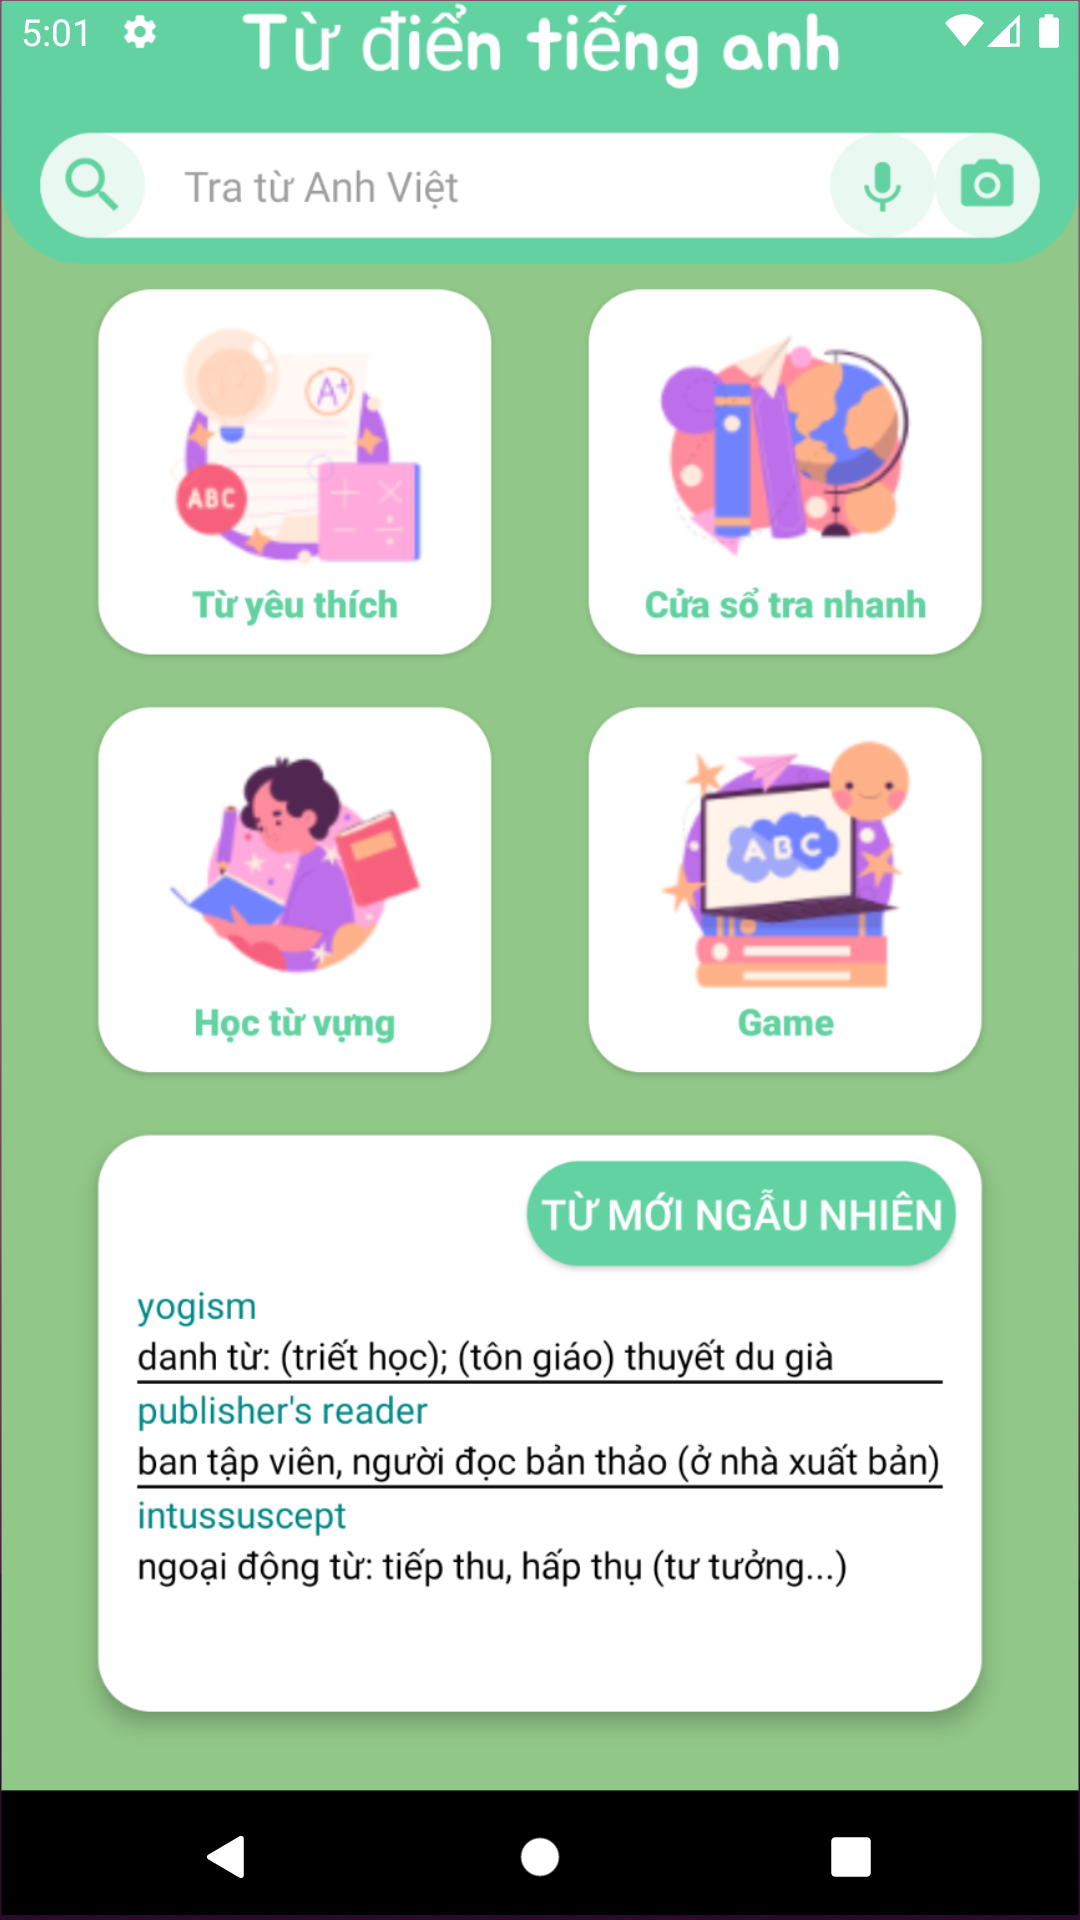 5:01
Từ điển tiếng anh
Tra từ Anh Việt
A+
ABC
Từ yêu thích
Cửa sổ tra nhanh
ABC
Học từ vựng
Game
TỪ MỚI NGẪU NHIÊN
yogism
danh từ: (triết học); (tôn giáo) thuyết du già
publisher's reader
ban tập viên, người đọc bản thảo (ở nhà xuất bản)
intussuscept
ngoại động từ: tiếp thu, hấp thụ (tư tưởng...)